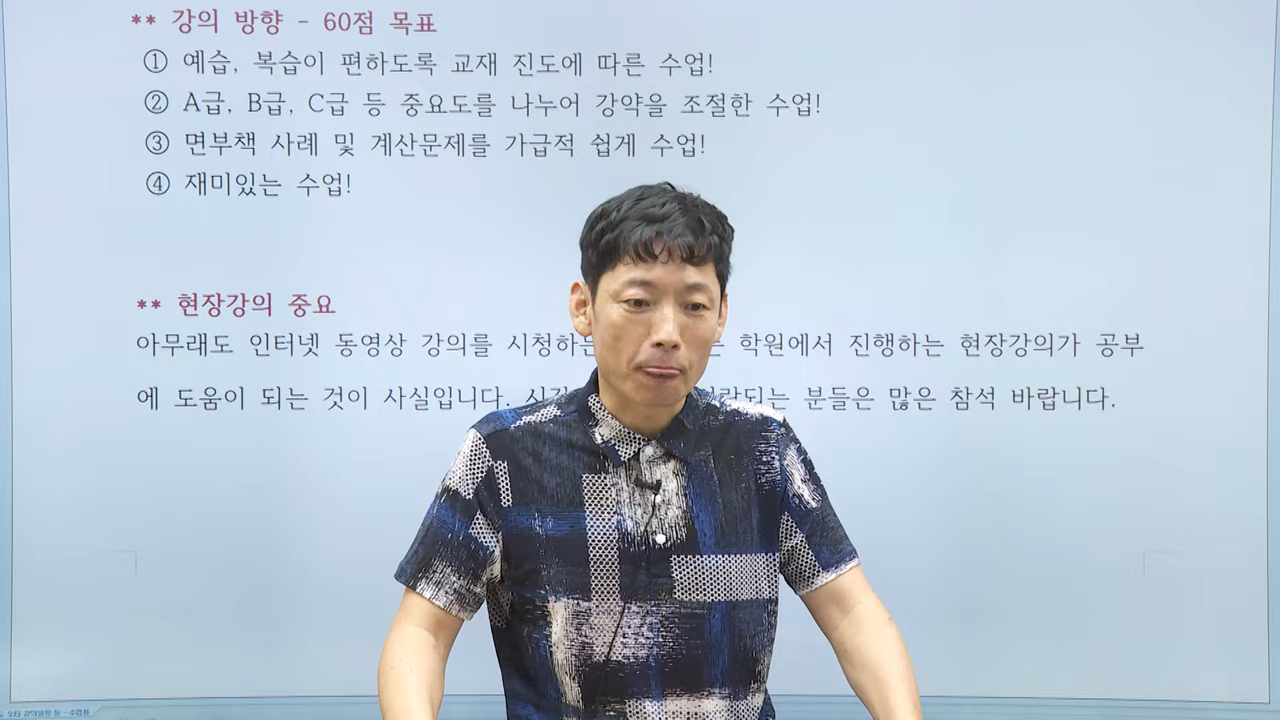 ** 강의 방향 - 60점 목표
① 예습, 복습이 편하도록 교재 진도에 따른 수업!
② A급, B급, C급 등 중요도를 나누어 강약을 조절한 수업!
③ 면부책 사례 및 계산문제를 가급적 쉽게 수업!
④ 재미있는 수업!
** 현장강의 중요
아무래도 인터넷 동영상 강의를 시청하는 학원에서 진행하는 현장강의가 공부
에 도움이 되는 것이 사실입니다. 분들은 많은 참석 바랍니다.